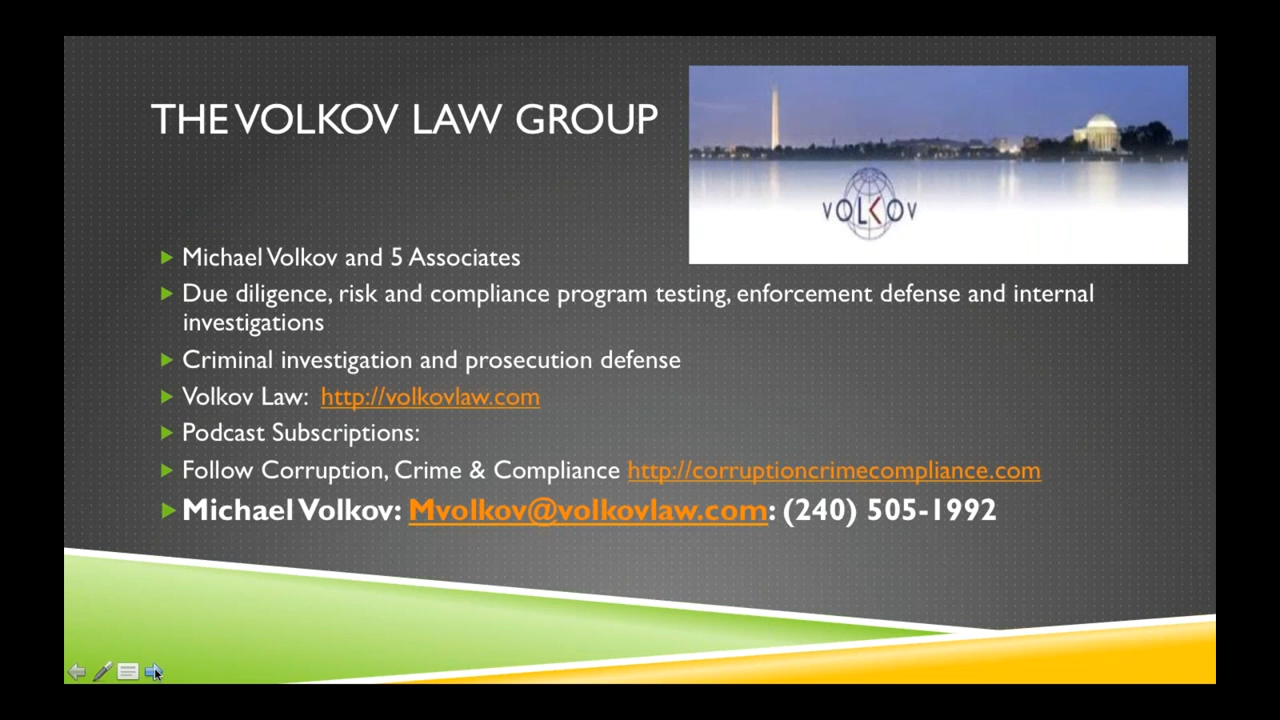 THE VOLKOV LAW GROUP
VOLKOV
Michael Volkov and 5 Associates
Due diligence, risk and compliance program testing, enforcement defense and internal
investigations
Criminal investigation and prosecution defense
Volkov Law: http://volkovlaw.com
Podcast Subscriptions:
Follow Corruption, Crime & Compliance http://corruptioncrimecompliance.com
Michael Volkov: Mvolkov@volkovlaw.com: (240) 505-1992